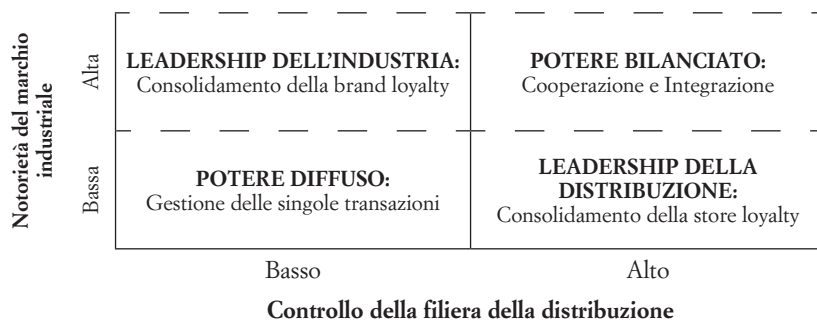 Notorietà del marchio
industriale
Alta
LEADERSHIP DELL’INDUSTRIA:
Consolidamento della brand loyalty
POTERE BILANCIATO:
Cooperazione e Integrazione
Bassa
POTERE DIFFUSO:
Gestione delle singole transazioni
LEADERSHIP DELLA
DISTRIBUZIONE:
Consolidamento della store loyalty
Basso
Alto
Controllo della filiera della distribuzione